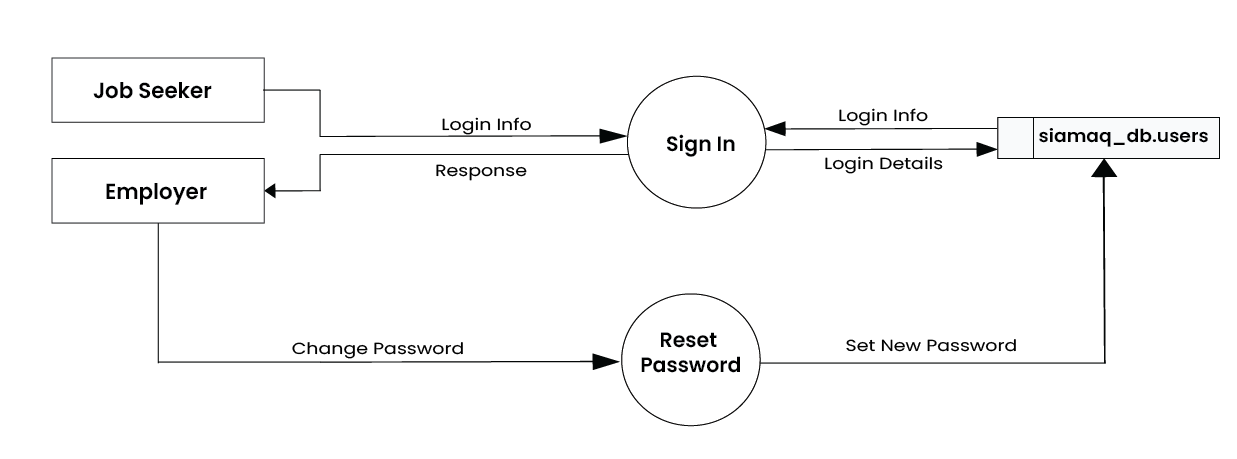 Job Seeker
Login Info
Login Info
Sign In
siamaq_db.users
Response
Login Details
Employer
Change Password
Reset
Password
Set New Password